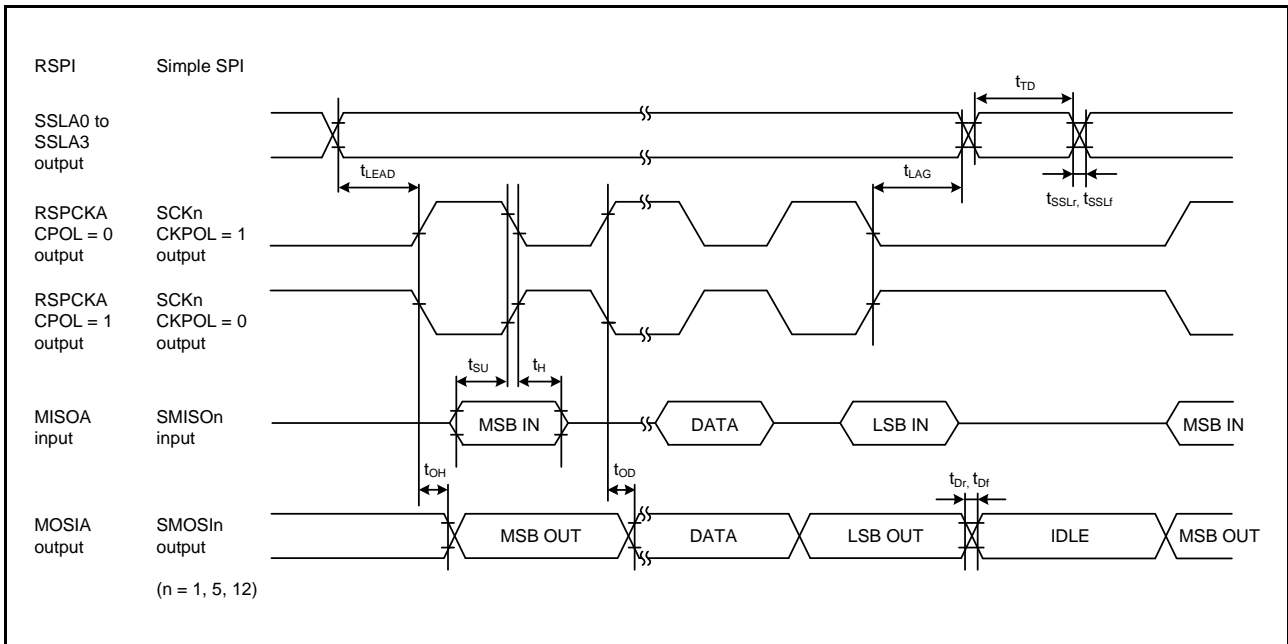 RSPI Simple SPI
SSLA0 to
SSLA3
output
tTD
tLEAD
tLAG
tSSLr, tSSLf
RSPCKA SCKn
CPOL = 0 CKPOL = 1
output output
RSPCKA SCKn
CPOL = 1 CKPOL = 0
output output
tSU tH
MISOA SMISOn
input input
MSB IN DATA LSB IN MSB IN
tOH tOD tDr, tDf
MOSIA SMOSIn
output output
MSB OUT DATA LSB OUT IDLE MSB OUT
(n = 1, 5, 12)